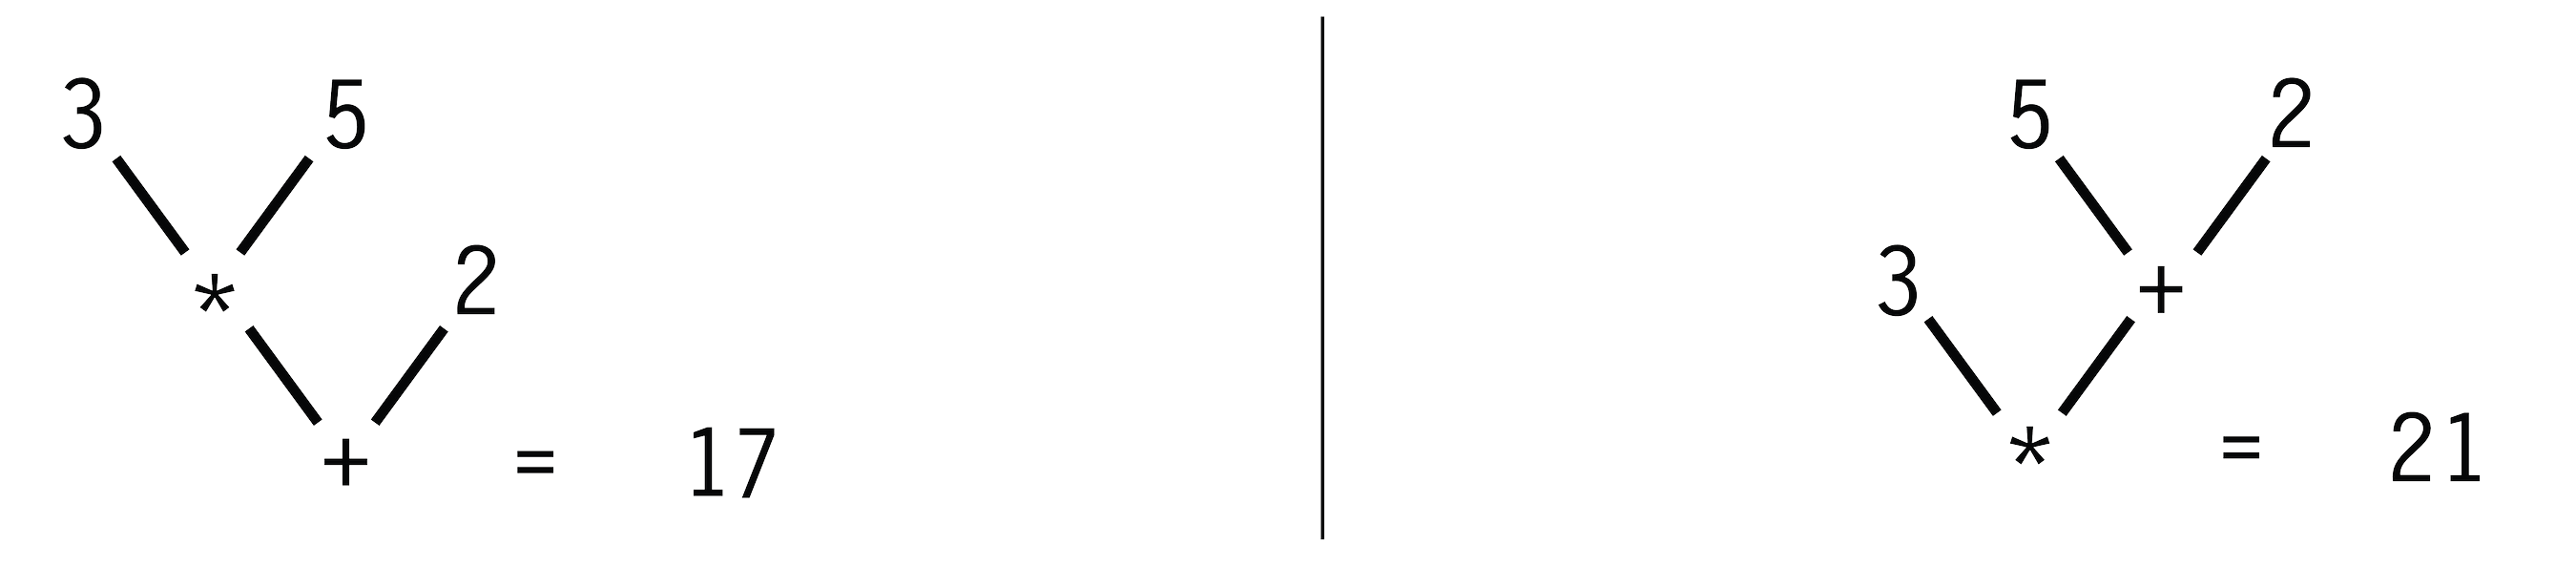 3 5
* 2
+ = 17
5 2
3 +
* = 21